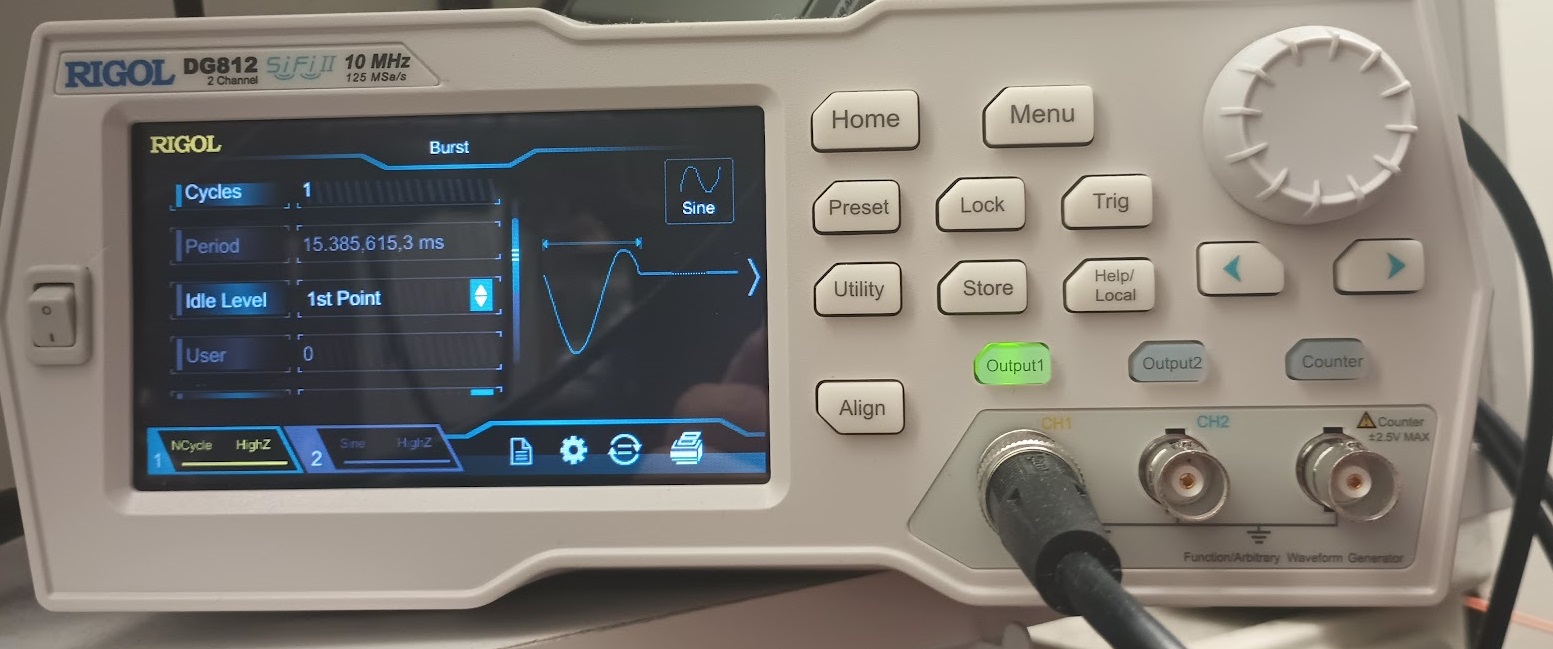 RIGOL DG812 SiFi II 10 MHz
2 Channel 125 MSa/s
RIGOL
Burst
Cycles 1
Period 15.385,615,3 ms
Idle Level 1st Point
User 0
Sine
1 NCycle HighZ
2 Sine HighZ
Home Menu
Preset Lock Trig
Utility Store Help/
Local
Output1 Output2 Counter
Align
CH1 CH2 Counter
±2.5V MAX
Function/Arbitrary Waveform Generator